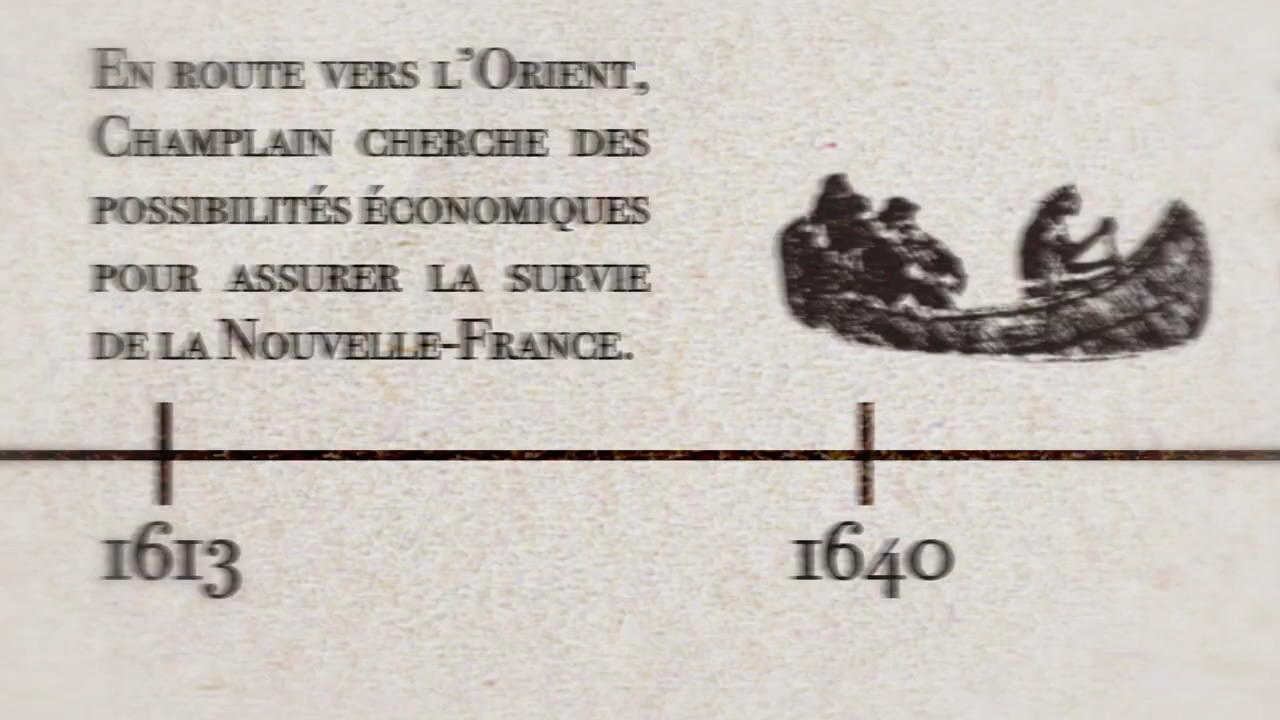 En route vers l'Orient,
Champlain cherche des
possibilités économiques
pour assurer la survie
de la Nouvelle-France.
1613
1640